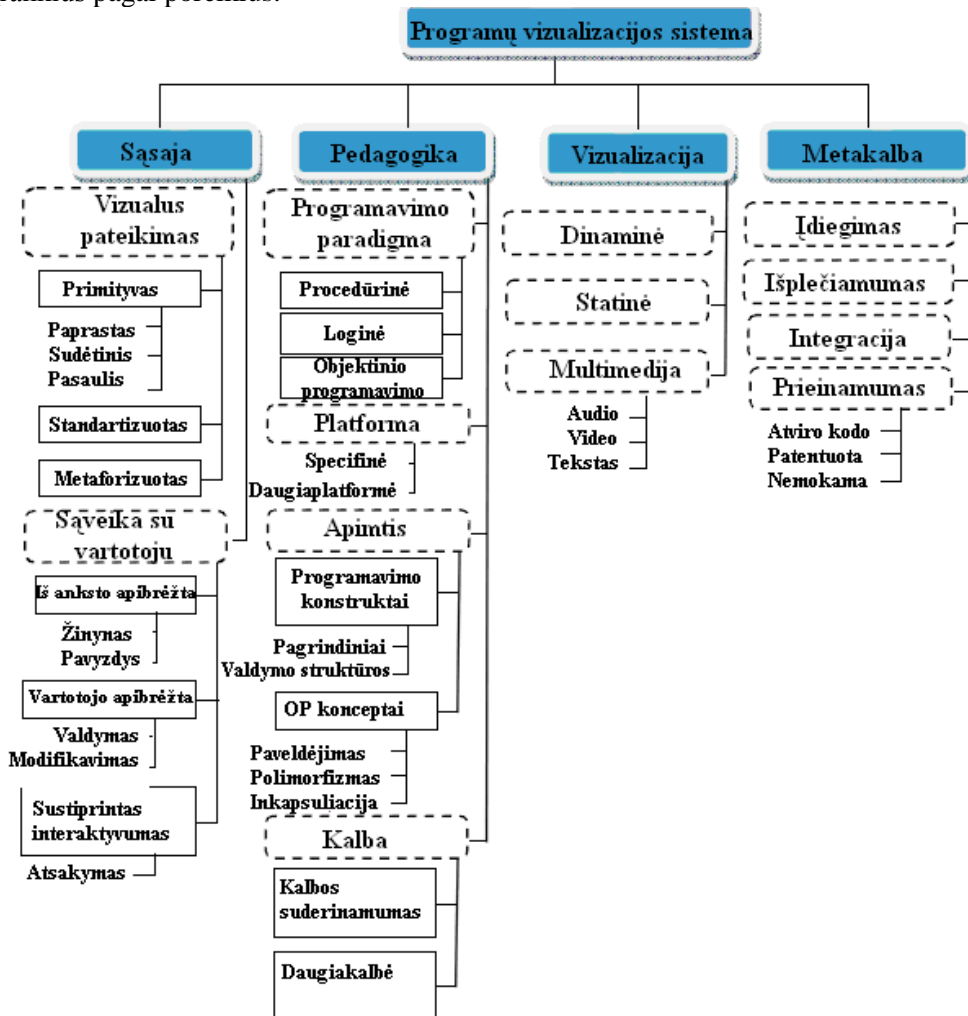 pagal poreikius.
Programų vizualizacijos sistema
Sąsaja
Vizualus
pateikimas
Primityvas
Paprastas
Sudėtinis
Pasaulis
Standartizuotas
Metaforizuotas
Sąveika su
vartotoju
Iš anksto apibrėžta
Žinynas
Pavyzdys
Vartotojo apibrėžta
Valdymas
Modifikavimas
Sustiprintas
interaktyvumas
Atsakymas
Pedagogika
Programavimo
paradigma
Procedūrinė
Loginė
Objektinio
programavimo
Platforma
Specifinė
Daugiaplatformė
Apimtis
Programavimo
konstruktai
Pagrindiniai
Valdymo struktūros
OP konceptai
Paveldėjimas
Polimorfizmas
Inkapsuliacija
Kalba
Kalbos
suderinamumas
Daugiakalbė
Vizualizacija
Dinaminė
Statinė
Multimedija
Audio
Video
Tekstas
Metakalba
Įdiegimas
Išplečiamumas
Integracija
Prieinamumas
Atviro kodo
Patentuota
Nemokama